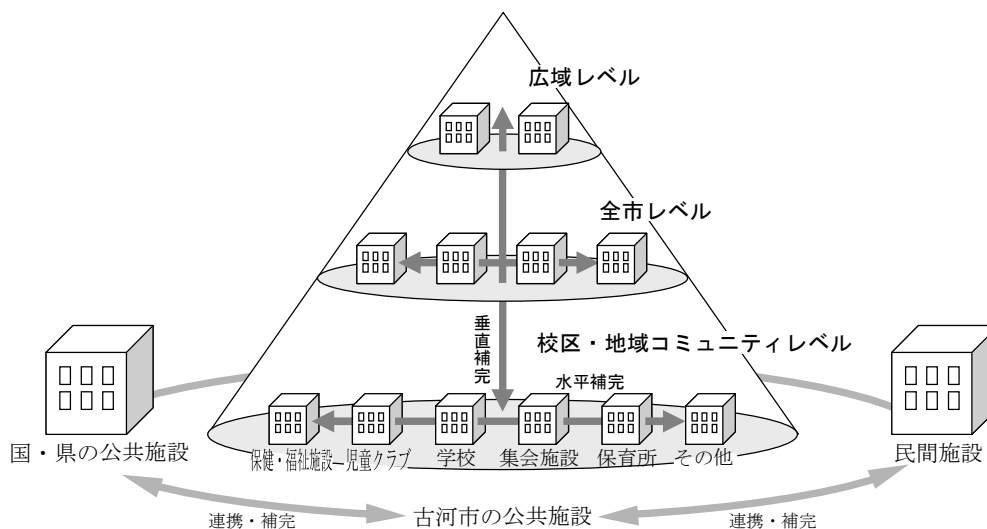 広域レベル
全市レベル
垂直補完
校区・地域コミュニティレベル
水平補完
国・県の公共施設
民間施設
保健・福祉施設
児童クラブ
学校
集会施設
保育所
その他
連携・補完
古河市の公共施設
連携・補完